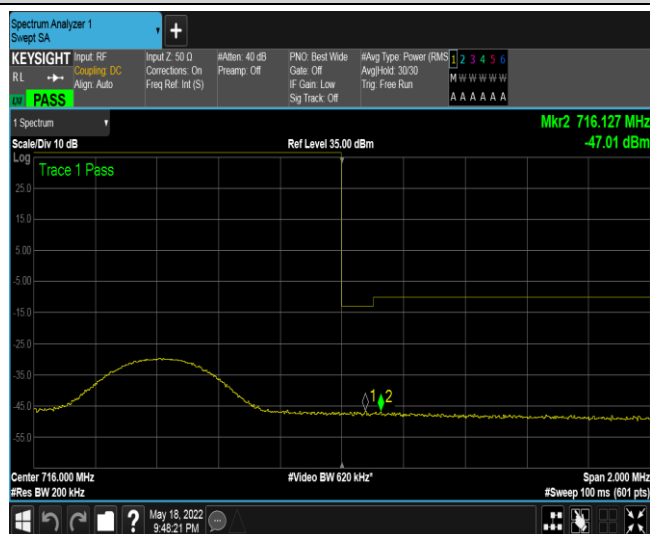 Spectrum Analyzer 1
Swept SA
KEYSIGHT Input: RF Input Z: 50 Ω #Atten: 40 dB PNO: Best Wide #Avg Type: Power (RMS 1 2 3 4 5 6
RL Coupling: DC Corrections: On Preamp: Off Gate: Off Avg|Hold: 30/30 M W W W W W
Align: Auto Freq Ref: Int (S) IF Gain: Low Trig: Free Run
LXI PASS Sig Track: Off A A A A A A
1 Spectrum Mkr2 716.127 MHz
Scale/Div 10 dB Ref Level 35.00 dBm -47.01 dBm
Log
Trace 1 Pass
25.0
15.0
5.00
-5.00
-15.0
-25.0
-35.0
1 2
-45.0
-55.0
Center 716.000 MHz #Video BW 620 kHz* Span 2.000 MHz
#Res BW 200 kHz #Sweep 100 ms (601 pts)
? May 18, 2022
9:48:21 PM